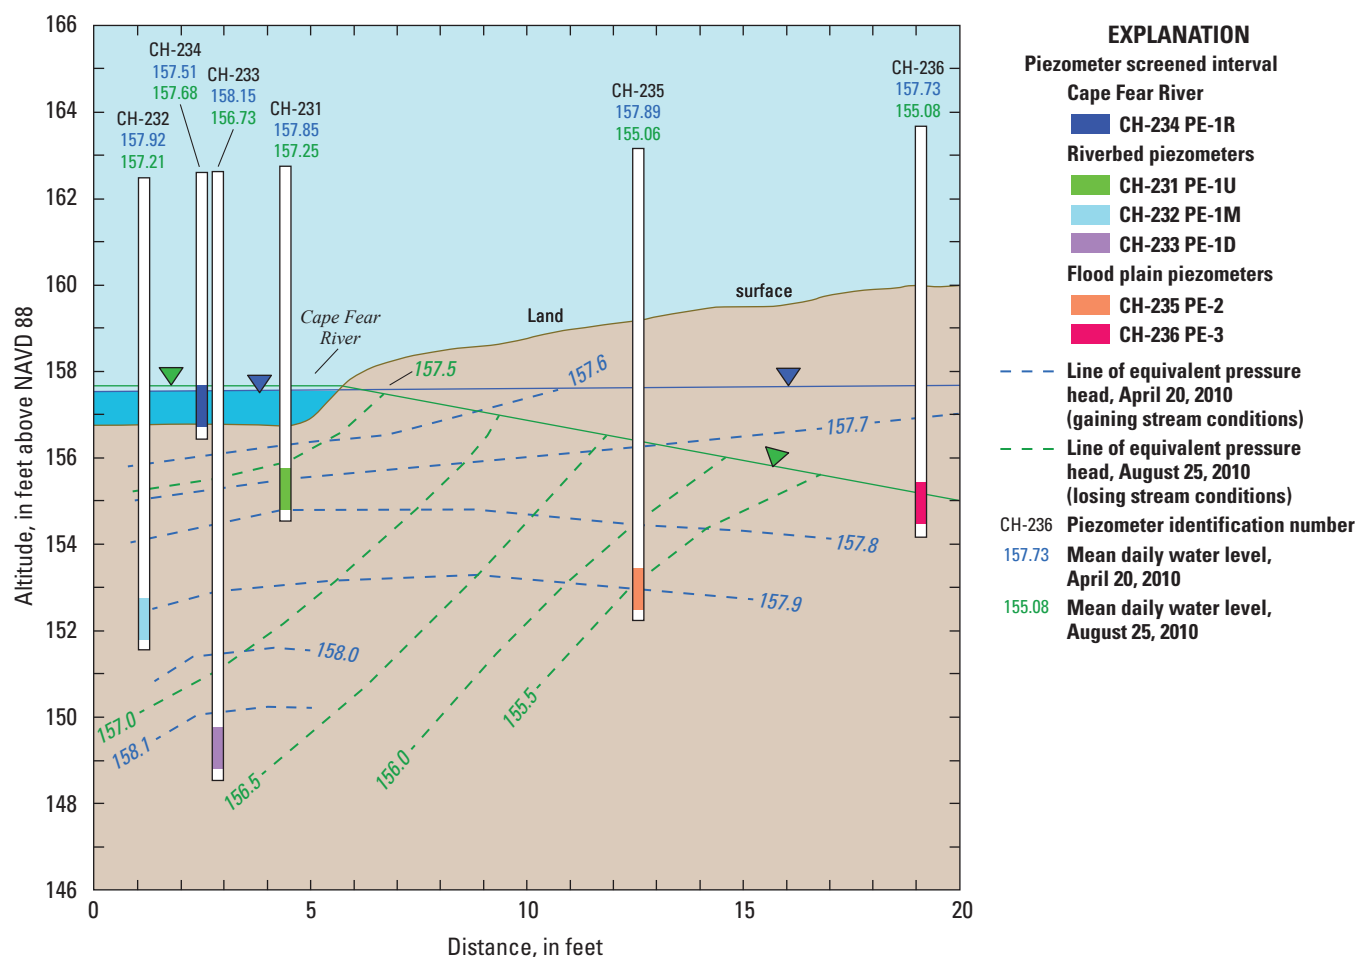 166
164
162
160
158
156
154
152
150
148
146
Altitude, in feet above NAVD 88
0
5
10
15
20
Distance, in feet
CH-234
157.51
157.68
CH-233
158.15
156.73
CH-232
157.92
157.21
CH-231
157.85
157.25
CH-235
157.89
155.06
CH-236
157.73
155.08
Cape Fear
River
Land
surface
157.5
157.6
157.7
157.8
157.9
158.0
157.0
158.1
156.5
156.0
155.5
EXPLANATION
Piezometer screened interval
Cape Fear River
CH-234 PE-1R
Riverbed piezometers
CH-231 PE-1U
CH-232 PE-1M
CH-233 PE-1D
Flood plain piezometers
CH-235 PE-2
CH-236 PE-3
Line of equivalent pressure
head, April 20, 2010
(gaining stream conditions)
Line of equivalent pressure
head, August 25, 2010
(losing stream conditions)
CH-236 Piezometer identification number
157.73 Mean daily water level,
April 20, 2010
155.08 Mean daily water level,
August 25, 2010